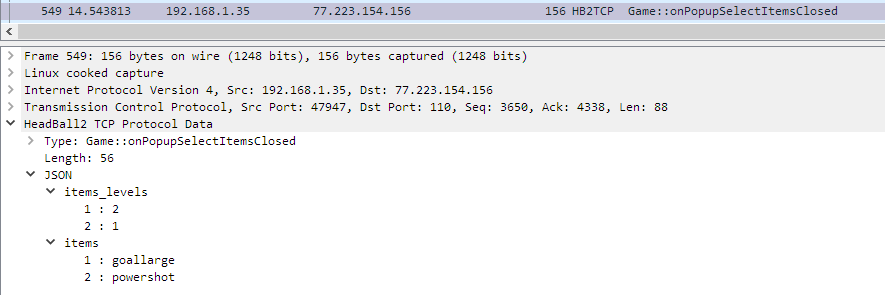 549 14.543813 192.168.1.35 77.223.154.156 156 HB2TCP Game::onPopupSelectItemsClosed
Frame 549: 156 bytes on wire (1248 bits), 156 bytes captured (1248 bits)
Linux cooked capture
Internet Protocol Version 4, Src: 192.168.1.35, Dst: 77.223.154.156
Transmission Control Protocol, Src Port: 47947, Dst Port: 110, Seq: 3650, Ack: 4338, Len: 88
HeadBall2 TCP Protocol Data
Type: Game::onPopupSelectItemsClosed
Length: 56
JSON
items_levels
1 : 2
2 : 1
items
1 : goallarge
2 : powershot